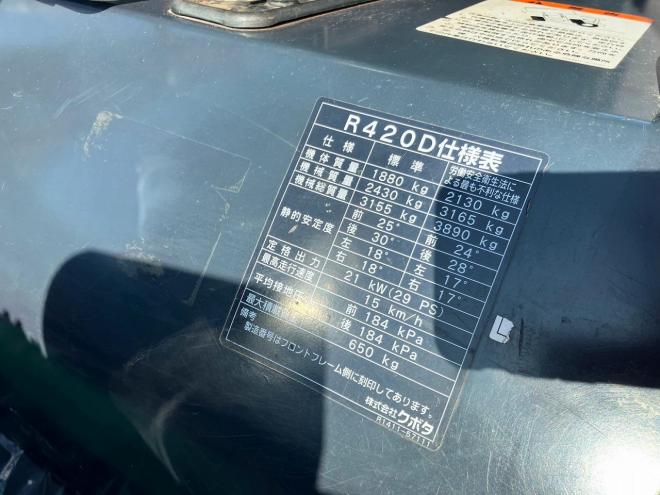 R420D仕様表
仕様 標準 労働安全衛生法による最も不利な仕様
機体質量 1880 kg 2130 kg
機械質量 2430 kg 3165 kg
機械総質量 3155 kg 3890 kg
静的安定度 前 25° 前 24°
後 30° 後 28°
左 18° 左 17°
右 18° 右 17°
定格出力 21 kW(29 PS)
最高走行速度 15 km/h
平均接地圧 前 184 kPa
後 184 kPa
最大積載 650 kg
備考
製造番号はフロントフレーム側に刻印してあります。
株式会社クボタ
R1411-57111